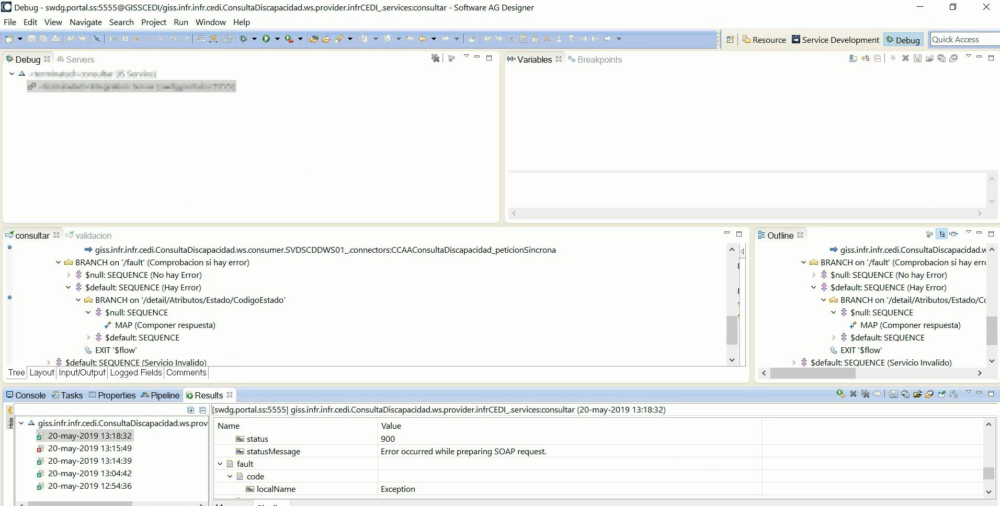 Debug - swdg.portal.ss:5555@GISSCEDI/giss.infr.infr.cedi.ConsultaDiscapacidad.ws.provider.infrCEDI_.services:consultar - Software AG Designer
File Edit View Navigate Search Project Run Window Help
Resource Service Development Debug Quick Access
Debug Servers
Variables Breakpoints
consultar validacion
giss.infr.infr.cedi.ConsultaDiscapacidad.ws.consumer.SVDSCDDWS01_.connectors:CCAAConsultaDiscapacidad_peticionSincrona
BRANCH on '/fault' (Comprobacion si hay error)
$null: SEQUENCE (No hay Error)
$default: SEQUENCE (Hay Error)
BRANCH on '/detail/Atributos/Estado/CodigoEstado'
$null: SEQUENCE
MAP (Componer respuesta)
$default: SEQUENCE
EXIT '$flow'
$default: SEQUENCE (Servicio Invalido)
Tree Layout Input/Output Logged Fields Comments
Outline
giss.infr.infr.cedi.ConsultaDiscapacidad.w
BRANCH on '/fault' (Comprobacion si hay erro
$null: SEQUENCE (No hay Error)
$default: SEQUENCE (Hay Error)
BRANCH on '/detail/Atributos/Estado/Co
$null: SEQUENCE
MAP (Componer respuesta)
$default: SEQUENCE
EXIT '$flow'
$default: SEQUENCE (Servicio Invalido)
Console Tasks Properties Pipeline Results
Hide
giss.infr.infr.cedi.ConsultaDiscapacidad.ws.prov
20-may-2019 13:18:32
20-may-2019 13:15:49
20-may-2019 13:14:39
20-may-2019 13:04:42
20-may-2019 12:54:36
[swdg.portal.ss:5555] giss.infr.infr.cedi.ConsultaDiscapacidad.ws.provider.infrCEDI_.services:consultar (20-may-2019 13:18:32)
Name Value
status 900
statusMessage Error occurred while preparing SOAP request.
fault
code
localName Exception